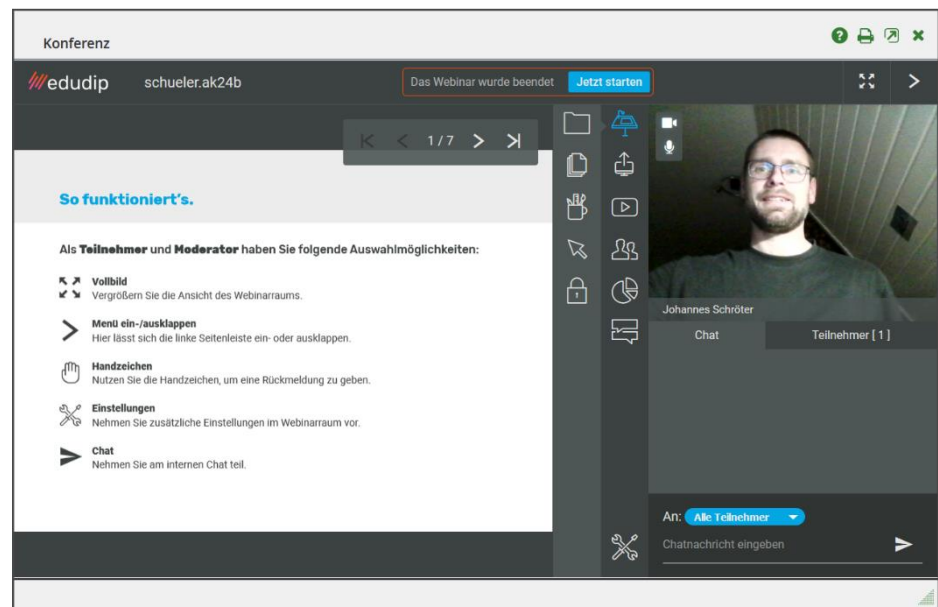 Konferenz
edudip
schueler.ak24b
Das Webinar wurde beendet
Jetzt starten
1/7
So funktioniert's.
Als Teilnehmer und Moderator haben Sie folgende Auswahlmöglichkeiten:
Vollbild
Vergrößern Sie die Ansicht des Webinarraums.
Menü ein-/ausklappen
Hier lässt sich die linke Seitenleiste ein- oder ausklappen.
Handzeichen
Nutzen Sie die Handzeichen, um eine Rückmeldung zu geben.
Einstellungen
Nehmen Sie zusätzliche Einstellungen im Webinarraum vor.
Chat
Nehmen Sie am internen Chat teil.
Johannes Schröter
Chat
Teilnehmer [ 1 ]
An: Alle Teilnehmer
Chatnachricht eingeben